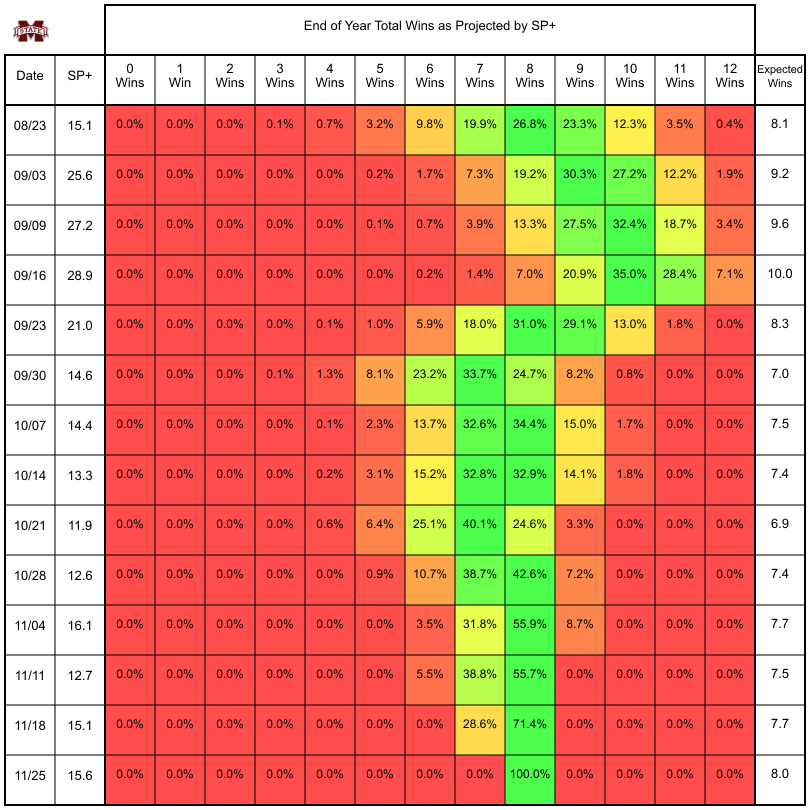 STATE
End of Year Total Wins as Projected by SP+
Date SP+ 0 Wins 1 Win 2 Wins 3 Wins 4 Wins 5 Wins 6 Wins 7 Wins 8 Wins 9 Wins 10 Wins 11 Wins 12 Wins Expected Wins
08/23 15.1 0.0% 0.0% 0.0% 0.1% 0.7% 3.2% 9.8% 19.9% 26.8% 23.3% 12.3% 3.5% 0.4% 8.1
09/03 25.6 0.0% 0.0% 0.0% 0.0% 0.0% 0.2% 1.7% 7.3% 19.2% 30.3% 27.2% 12.2% 1.9% 9.2
09/09 27.2 0.0% 0.0% 0.0% 0.0% 0.0% 0.1% 0.7% 3.9% 13.3% 27.5% 32.4% 18.7% 3.4% 9.6
09/16 28.9 0.0% 0.0% 0.0% 0.0% 0.0% 0.0% 0.2% 1.4% 7.0% 20.9% 35.0% 28.4% 7.1% 10.0
09/23 21.0 0.0% 0.0% 0.0% 0.0% 0.1% 1.0% 5.9% 18.0% 31.0% 29.1% 13.0% 1.8% 0.0% 8.3
09/30 14.6 0.0% 0.0% 0.0% 0.1% 1.3% 8.1% 23.2% 33.7% 24.7% 8.2% 0.8% 0.0% 0.0% 7.0
10/07 14.4 0.0% 0.0% 0.0% 0.0% 0.1% 2.3% 13.7% 32.6% 34.4% 15.0% 1.7% 0.0% 0.0% 7.5
10/14 13.3 0.0% 0.0% 0.0% 0.0% 0.2% 3.1% 15.2% 32.8% 32.9% 14.1% 1.8% 0.0% 0.0% 7.4
10/21 11.9 0.0% 0.0% 0.0% 0.0% 0.6% 6.4% 25.1% 40.1% 24.6% 3.3% 0.0% 0.0% 0.0% 6.9
10/28 12.6 0.0% 0.0% 0.0% 0.0% 0.0% 0.9% 10.7% 38.7% 42.6% 7.2% 0.0% 0.0% 0.0% 7.4
11/04 16.1 0.0% 0.0% 0.0% 0.0% 0.0% 0.0% 3.5% 31.8% 55.9% 8.7% 0.0% 0.0% 0.0% 7.7
11/11 12.7 0.0% 0.0% 0.0% 0.0% 0.0% 0.0% 5.5% 38.8% 55.7% 0.0% 0.0% 0.0% 0.0% 7.5
11/18 15.1 0.0% 0.0% 0.0% 0.0% 0.0% 0.0% 0.0% 28.6% 71.4% 0.0% 0.0% 0.0% 0.0% 7.7
11/25 15.6 0.0% 0.0% 0.0% 0.0% 0.0% 0.0% 0.0% 0.0% 100.0% 0.0% 0.0% 0.0% 0.0% 8.0